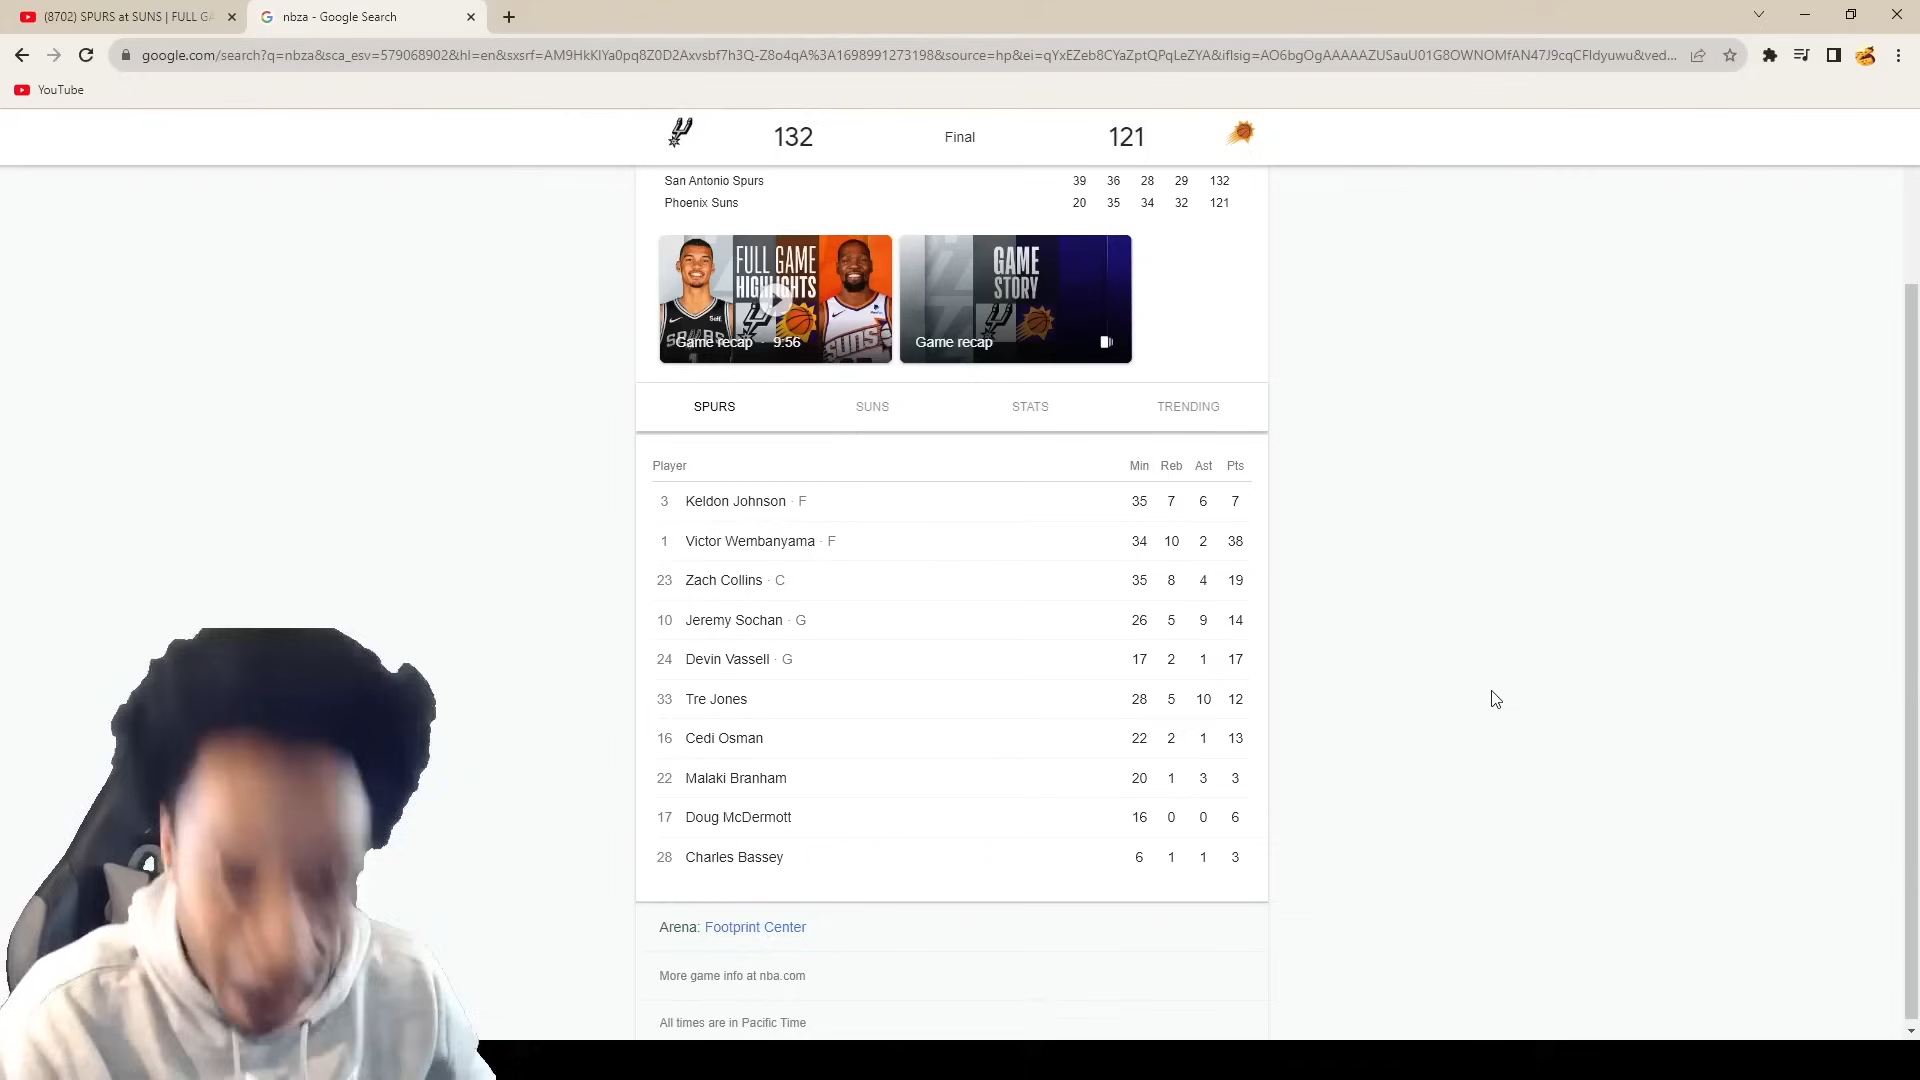 (8702) SPURS at SUNS | FULL GA
nbza - Google Search
google.com/search?q=nbza&sca_esv=579068902&hl=en&sxsrf=AM9HkKlYa0pq8Z0D2Axvsbf7h3Q-Z8o4qA%3A1698991273198&source=hp&ei=qYxEZeb8CYaZptQPqLeZYA&iflsig=AO6bgOgAAAAAZUSauU01G8OWNOMfAN47J9cqCFIdyuwu&ved...
YouTube
132 Final 121
San Antonio Spurs 39 36 28 29 132
Phoenix Suns 20 35 34 32 121
FULL GAME
HIGHLIGHTS
Game recap · 9:56
GAME
STORY
Game recap
SPURS SUNS STATS TRENDING
Player Min Reb Ast Pts
3 Keldon Johnson · F 35 7 6 7
1 Victor Wembanyama · F 34 10 2 38
23 Zach Collins · C 35 8 4 19
10 Jeremy Sochan · G 26 5 9 14
24 Devin Vassell · G 17 2 1 17
33 Tre Jones 28 5 10 12
16 Cedi Osman 22 2 1 13
22 Malaki Branham 20 1 3 3
17 Doug McDermott 16 0 0 6
28 Charles Bassey 6 1 1 3
Arena: Footprint Center
More game info at nba.com
All times are in Pacific Time